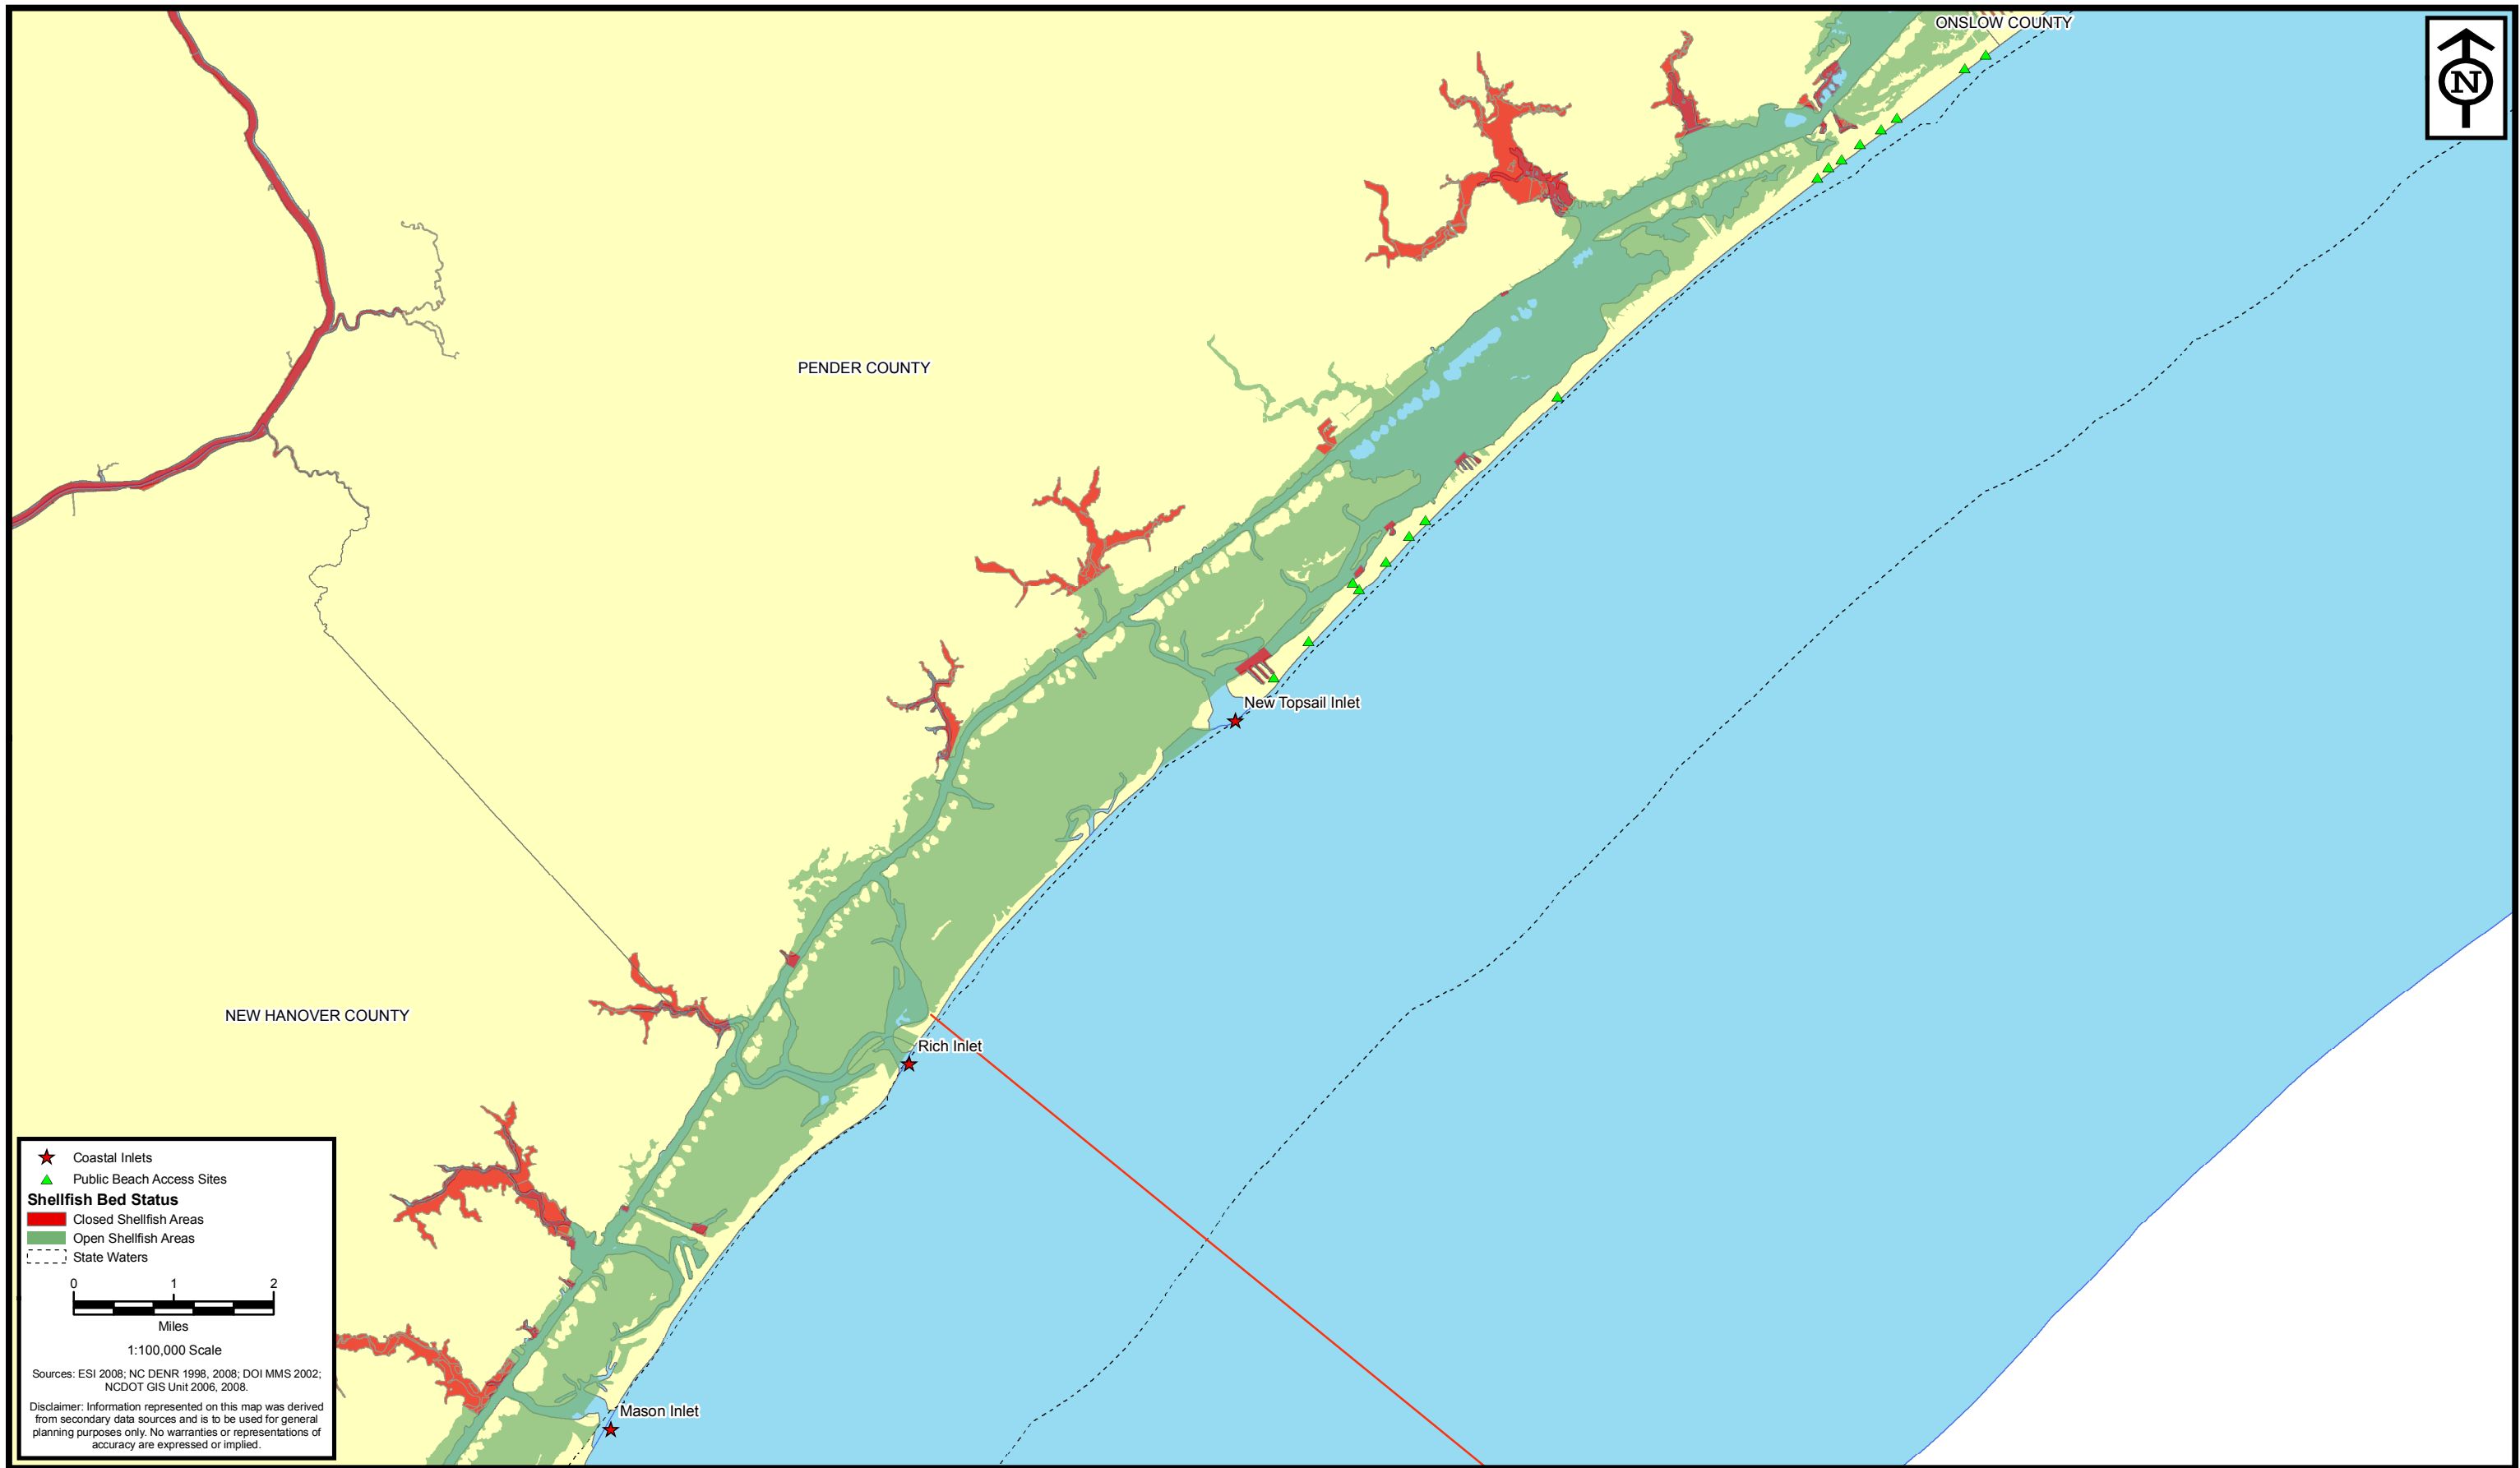 ONSLOW COUNTY
N
PENDER COUNTY
New Topsail Inlet
NEW HANOVER COUNTY
Rich Inlet
Mason Inlet
Coastal Inlets
Public Beach Access Sites
Shellfish Bed Status
Closed Shellfish Areas
Open Shellfish Areas
State Waters
0 1 2
Miles
1:100,000 Scale
Sources: ESI 2008; NC DENR 1998, 2008; DOI MMS 2002;
NCDOT GIS Unit 2006, 2008.
Disclaimer: Information represented on this map was derived
from secondary data sources and is to be used for general
planning purposes only. No warranties or representations of
accuracy are expressed or implied.